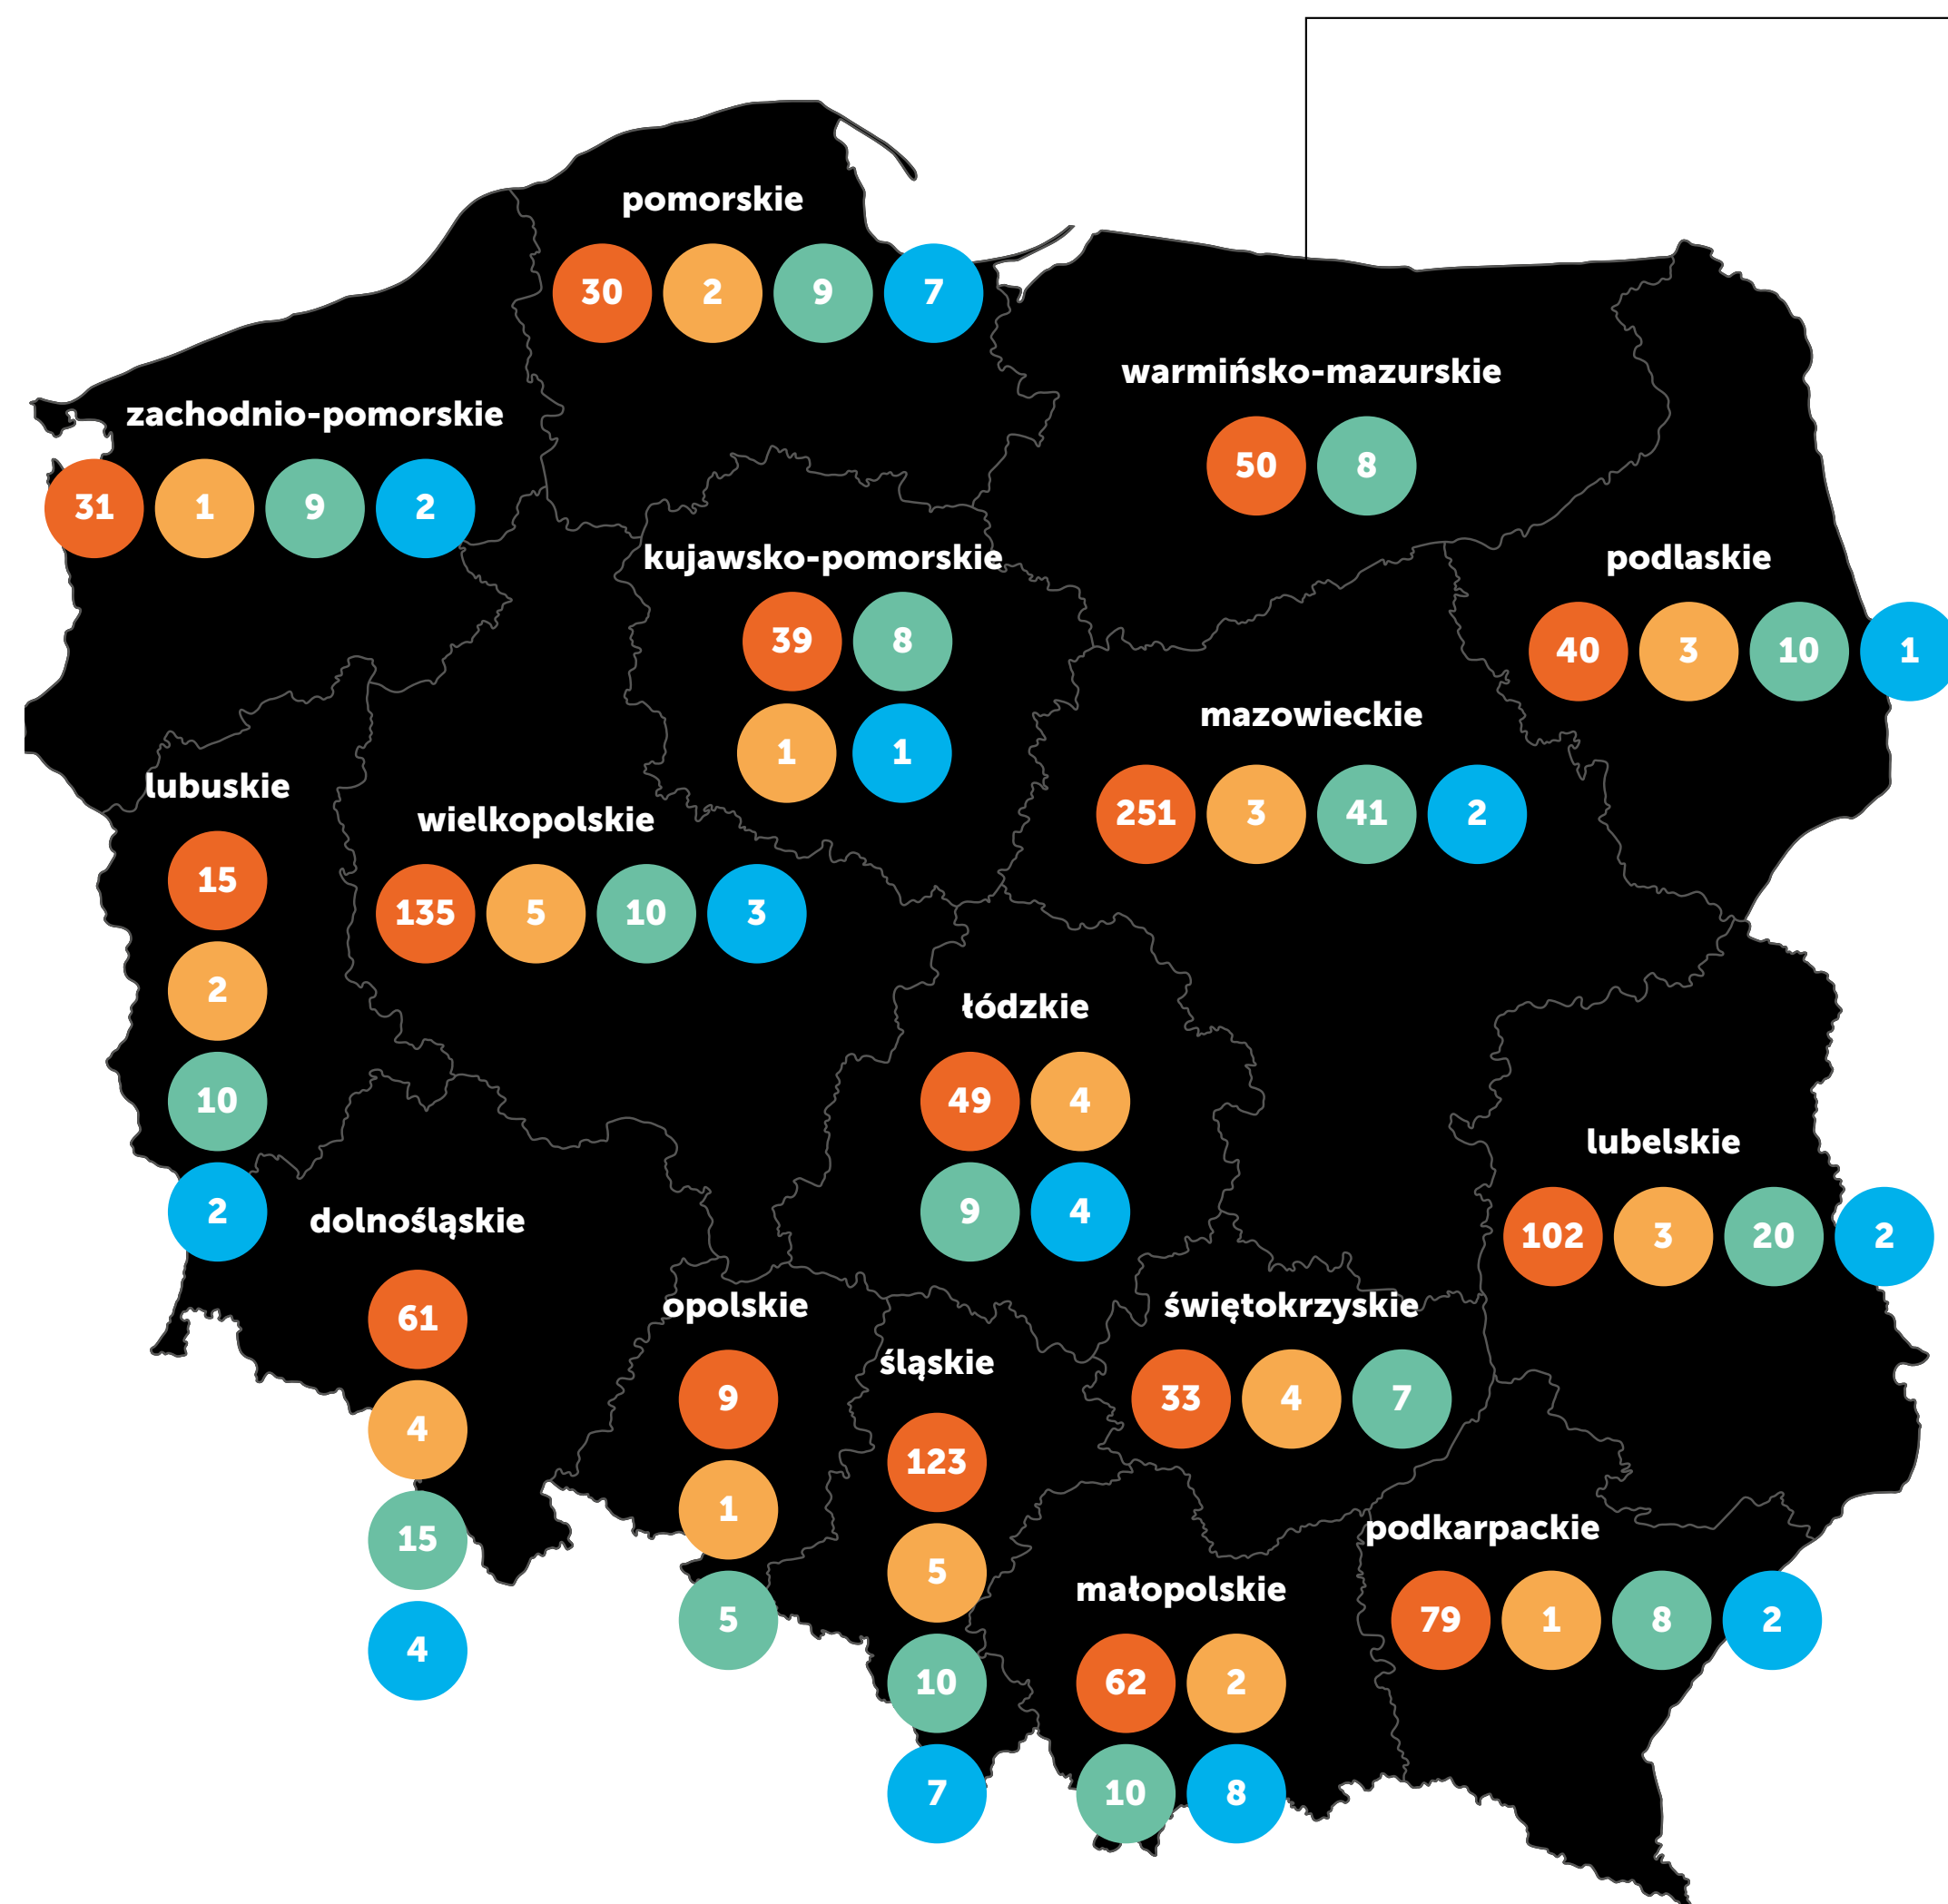 pomorskie
30 2 9 7
warmińsko-mazurskie
50 8
zachodnio-pomorskie
31 1 9 2
kujawsko-pomorskie
39 8
1 1
podlaskie
40 3 10 1
mazowieckie
251 3 41 2
lubuskie
15
2
10
2
wielkopolskie
135 5 10 3
łódzkie
49 4
9 4
lubelskie
102 3 20 2
dolnośląskie
61
4
15
4
opolskie
9
1
5
śląskie
123
5
10
7
świętokrzyskie
33 4 7
małopolskie
62 2
10 8
podkarpackie
79 1 8 2